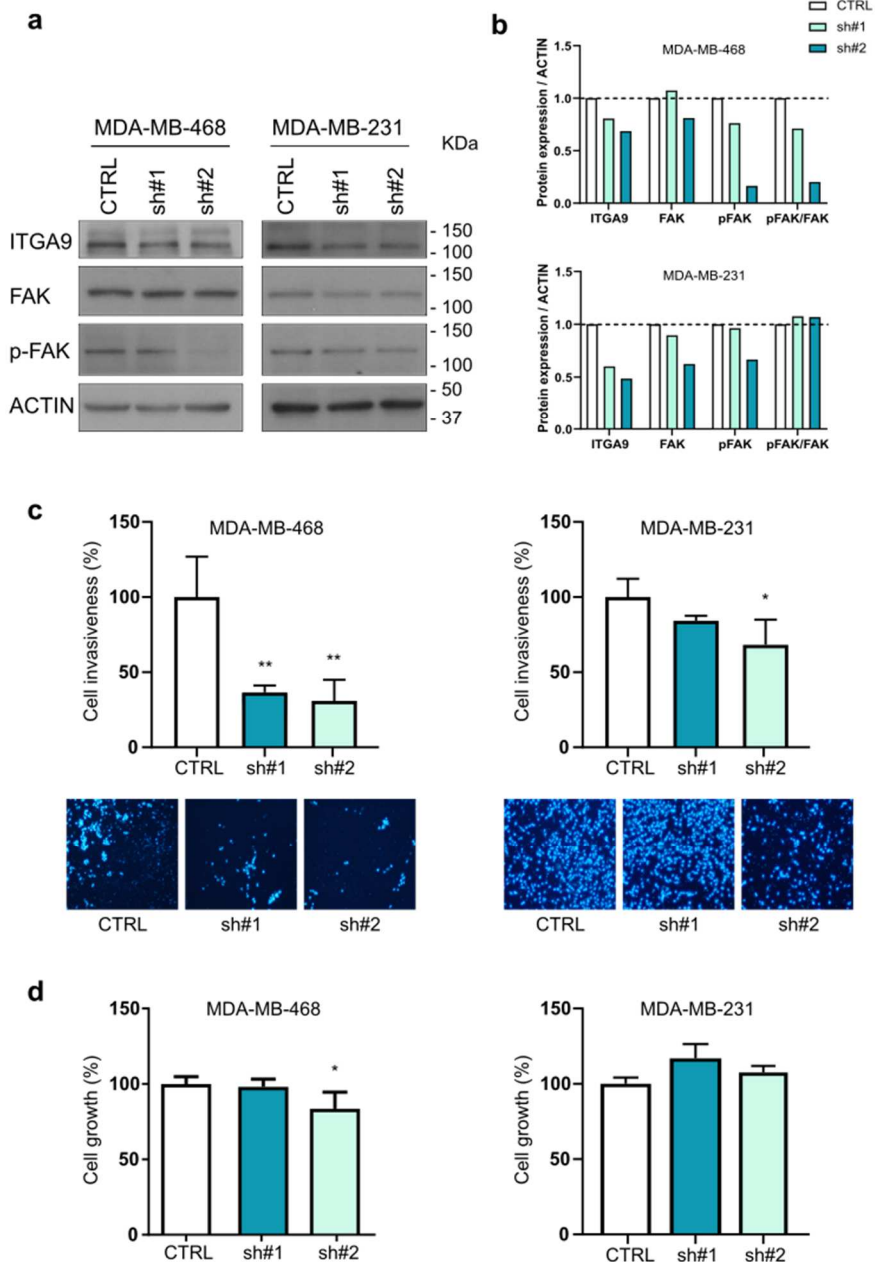 a
MDA-MB-468 MDA-MB-231
KDa
CTRL sh#1 sh#2 CTRL sh#1 sh#2
ITGA9 - 150
- 100
FAK - 150
- 100
p-FAK - 150
- 100
ACTIN - 50
- 37
b
CTRL
sh#1
sh#2
MDA-MB-468
Protein expression / ACTIN
1.5
1.0
0.5
0.0
ITGA9 FAK pFAK pFAK/FAK
MDA-MB-231
Protein expression / ACTIN
1.5
1.0
0.5
0.0
ITGA9 FAK pFAK pFAK/FAK
c
MDA-MB-468
Cell invasiveness (%)
150
100
50
0
** **
CTRL sh#1 sh#2
MDA-MB-231
Cell invasiveness (%)
150
100
50
0
*
CTRL sh#1 sh#2
CTRL sh#1 sh#2
CTRL sh#1 sh#2
d
MDA-MB-468
Cell growth (%)
150
100
50
0
*
CTRL sh#1 sh#2
MDA-MB-231
Cell growth (%)
150
100
50
0
CTRL sh#1 sh#2